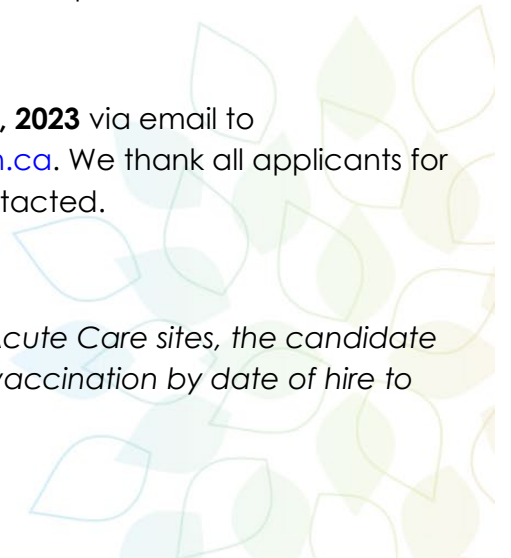 , 2023 via email to
n.ca. We thank all applicants for
tacted.
cute Care sites, the candidate
vaccination by date of hire to